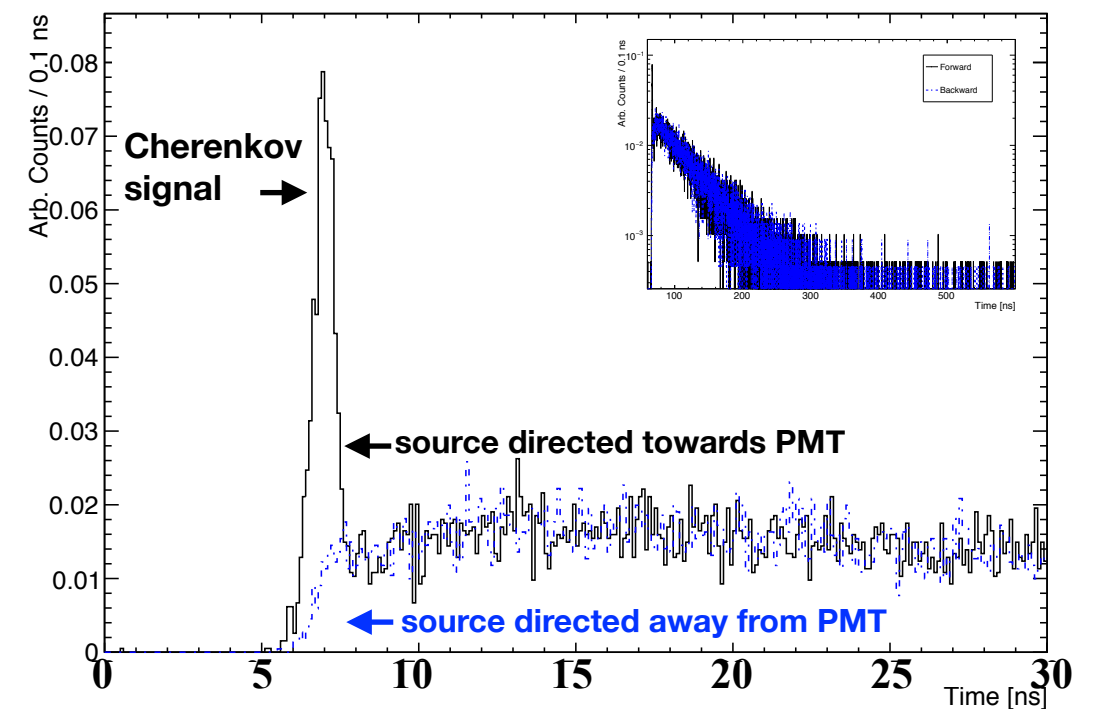 Arb. Counts / 0.1 ns
0.08
0.07
0.06
0.05
0.04
0.03
0.02
0.01
0
Cherenkov
signal
source directed towards PMT
source directed away from PMT
0 5 10 15 20 25 30
Time [ns]
Arb. Counts / 0.1 ns
10⁻¹
10⁻²
10⁻³
Forward
Backward
100 200 300 400 500
Time [ns]